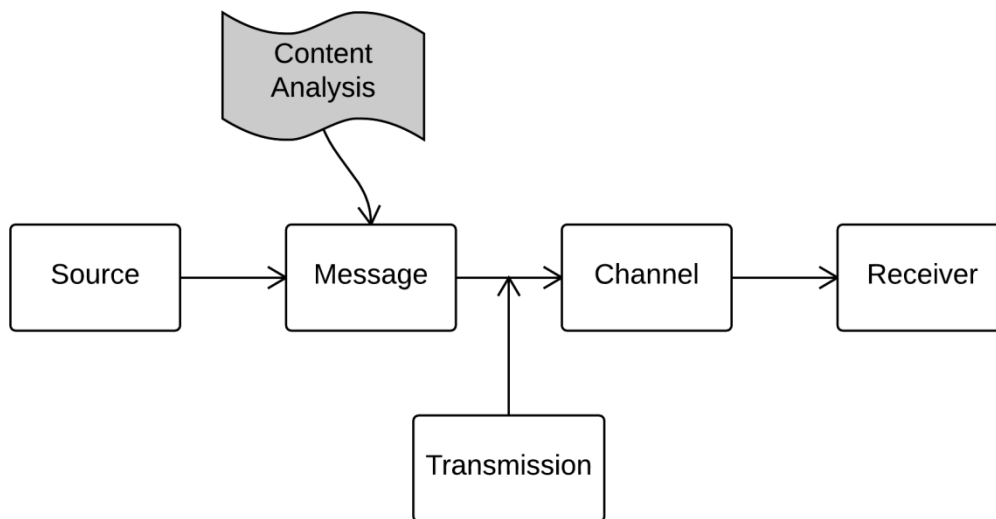 Content
Analysis
Source
Message
Channel
Receiver
Transmission